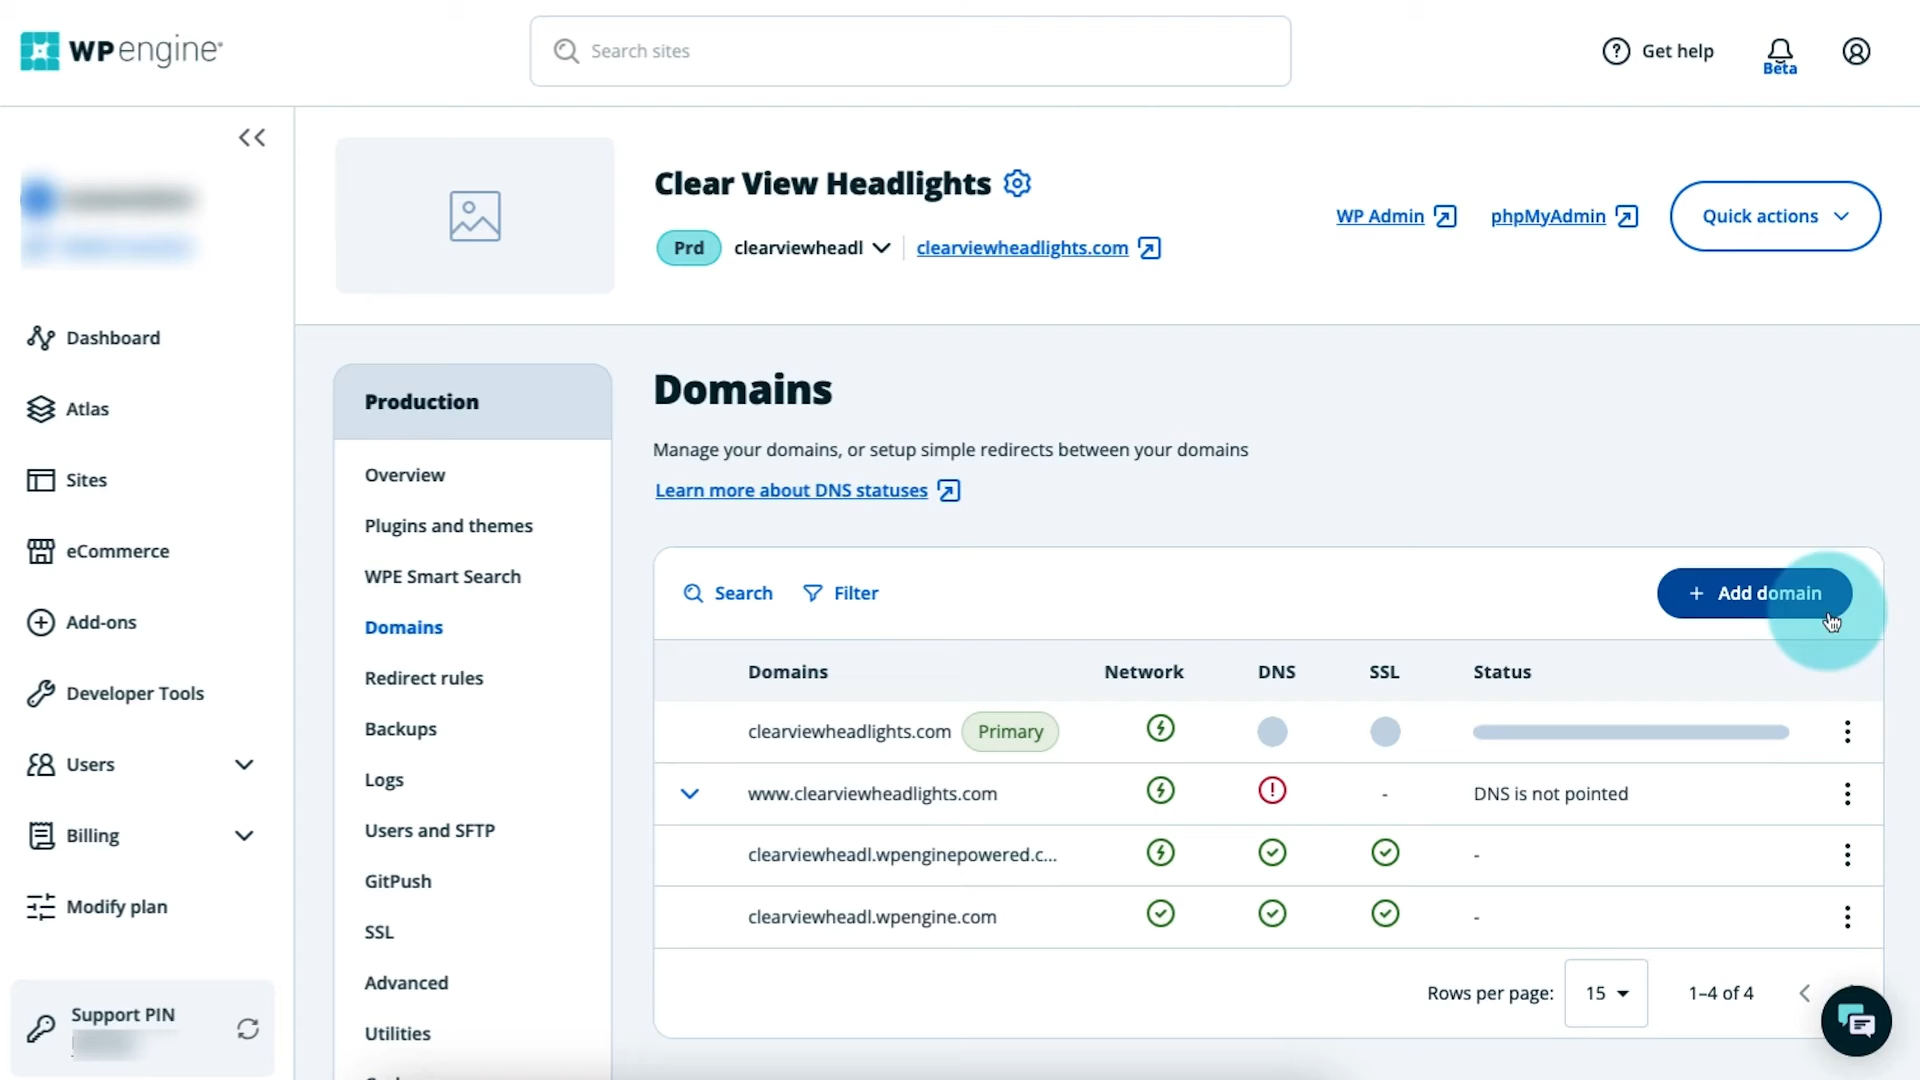 WP engine®
Search sites
Get help
Beta
Clear View Headlights
Prd
clearviewheadl
clearviewheadlights.com
WP Admin
phpMyAdmin
Quick actions
Dashboard
Atlas
Sites
eCommerce
Add-ons
Developer Tools
Users
Billing
Modify plan
Support PIN
Production
Overview
Plugins and themes
WPE Smart Search
Domains
Redirect rules
Backups
Logs
Users and SFTP
GitPush
SSL
Advanced
Utilities
Domains
Manage your domains, or setup simple redirects between your domains
Learn more about DNS statuses
Search
Filter
+ Add domain
Domains Network DNS SSL Status
clearviewheadlights.com Primary
www.clearviewheadlights.com - DNS is not pointed
clearviewheadl.wpenginepowered.c... -
clearviewheadl.wpengine.com -
Rows per page: 15 1–4 of 4